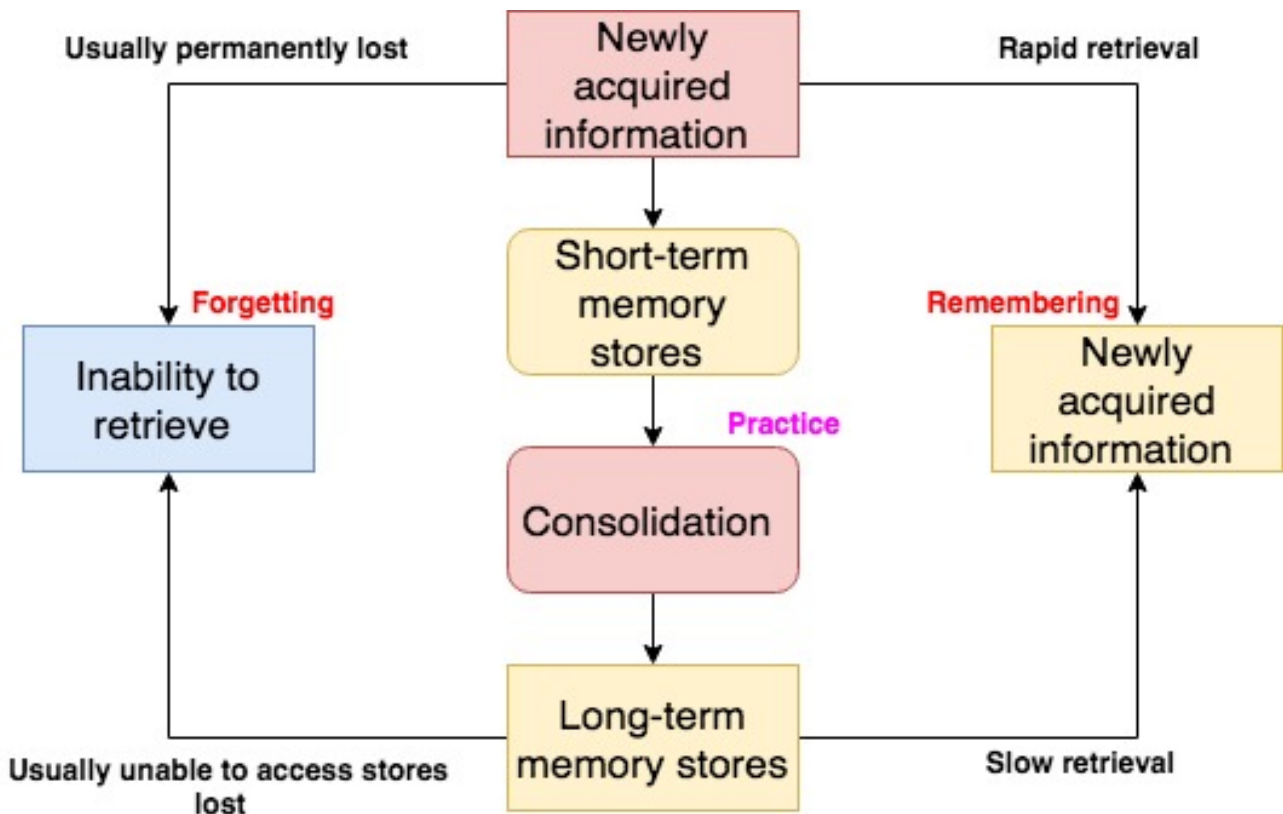 Usually permanently lost
Newly
acquired
information
Rapid retrieval
Short-term
memory
stores
Forgetting
Remembering
Inability to
retrieve
Newly
acquired
information
Practice
Consolidation
Long-term
memory stores
Usually unable to access stores
lost
Slow retrieval